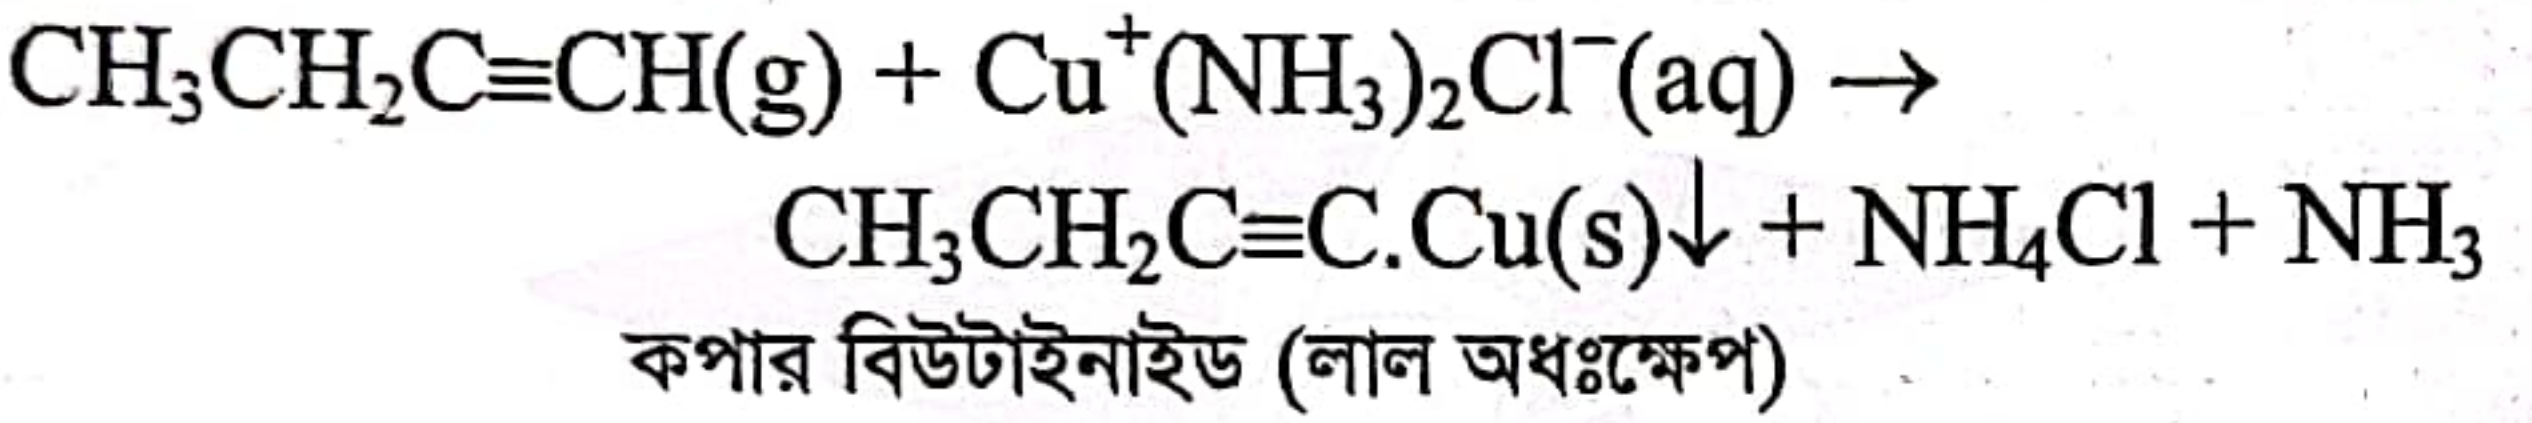 CH₃CH₂C≡CH(g) + Cu⁺(NH₃)₂Cl⁻(aq) →
CH₃CH₂C≡C.Cu(s)↓ + NH₄Cl + NH₃
কপার বিউটাইনাইড (লাল অধঃক্ষেপ)